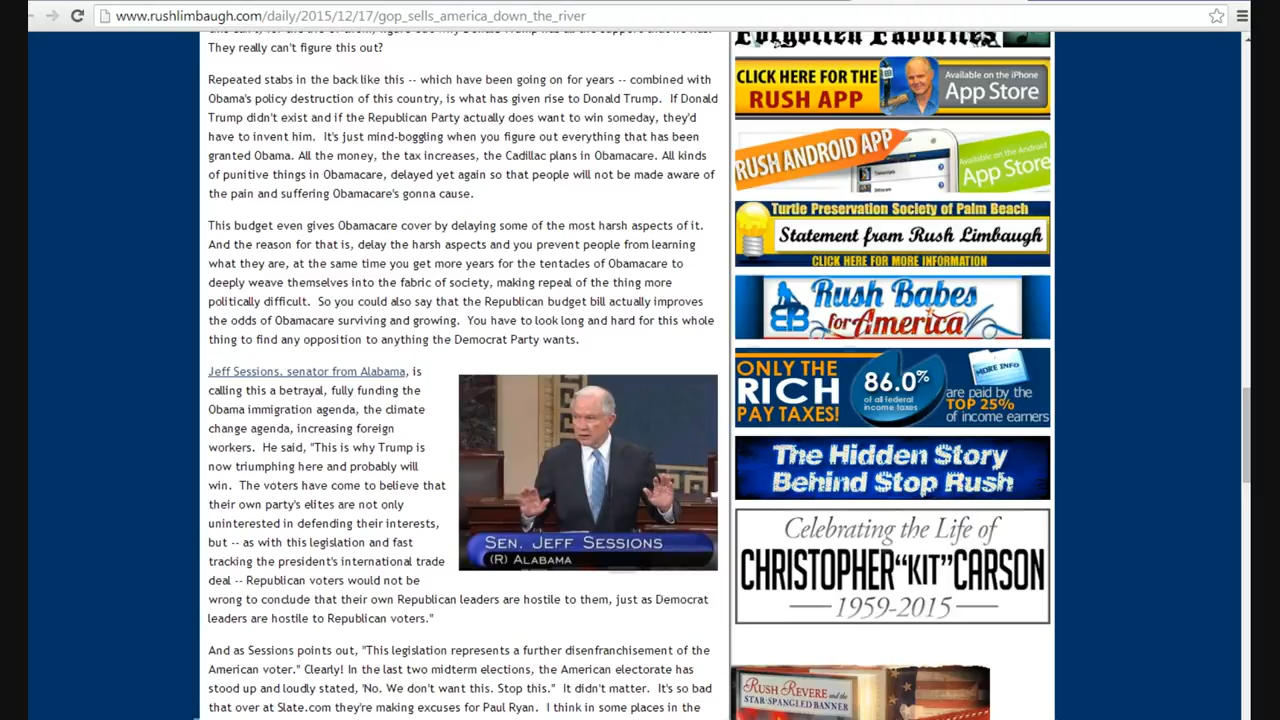 www.rushlimbaugh.com/daily/2015/12/17/gop_sells_america_down_the_river
They really can't figure this out?
Repeated stabs in the back like this -- which have been going on for years -- combined with
Obama's policy destruction of this country, is what has given rise to Donald Trump.  If Donald
Trump didn't exist and if the Republican Party actually does want to win someday, they'd
have to invent him.  It's just mind-boggling when you figure out everything that has been
granted Obama. All the money, the tax increases, the Cadillac plans in Obamacare. All kinds
of punitive things in Obamacare, delayed yet again so that people will not be made aware of
the pain and suffering Obamacare's gonna cause.
This budget even gives Obamacare cover by delaying some of the most harsh aspects of it.
And the reason for that is, delay the harsh aspects and you prevent people from learning
what they are, at the same time you get more years for the tentacles of Obamacare to
deeply weave themselves into the fabric of society, making repeal of the thing more
politically difficult.  So you could also say that the Republican budget bill actually improves
the odds of Obamacare surviving and growing.  You have to look long and hard for this whole
thing to find any opposition to anything the Democrat Party wants.
Jeff Sessions, senator from Alabama, is
calling this a betrayal, fully funding the
Obama immigration agenda, the climate
change agenda, increasing foreign
workers.  He said, "This is why Trump is
now triumphing here and probably will
win.  The voters have come to believe that
their own party's elites are not only
uninterested in defending their interests,
but -- as with this legislation and fast
tracking the president's international trade
deal -- Republican voters would not be
wrong to conclude that their own Republican leaders are hostile to them, just as Democrat
leaders are hostile to Republican voters."
SEN. JEFF SESSIONS
(R) ALABAMA
And as Sessions points out, "This legislation represents a further disenfranchisement of the
American voter." Clearly! In the last two midterm elections, the American electorate has
stood up and loudly stated, 'No. We don't want this. Stop this."  It didn't matter.  It's so bad
that over at Slate.com they're making excuses for Paul Ryan.  I think in some places in the
Forgotten Favorites
CLICK HERE FOR THE
RUSH APP
Available on the iPhone
App Store
RUSH ANDROID APP
Available on the Android
App Store
Turtle Preservation Society of Palm Beach
Statement from Rush Limbaugh
CLICK HERE FOR MORE INFORMATION
Rush Babes
for America
ONLY THE
RICH
PAY TAXES!
86.0%
of all federal
income taxes
MORE INFO
are paid by the
TOP 25%
of income earners
The Hidden Story
Behind Stop Rush
Celebrating the Life of
CHRISTOPHER "KIT" CARSON
1959-2015
RUSH REVERE and the
STAR-SPANGLED BANNER